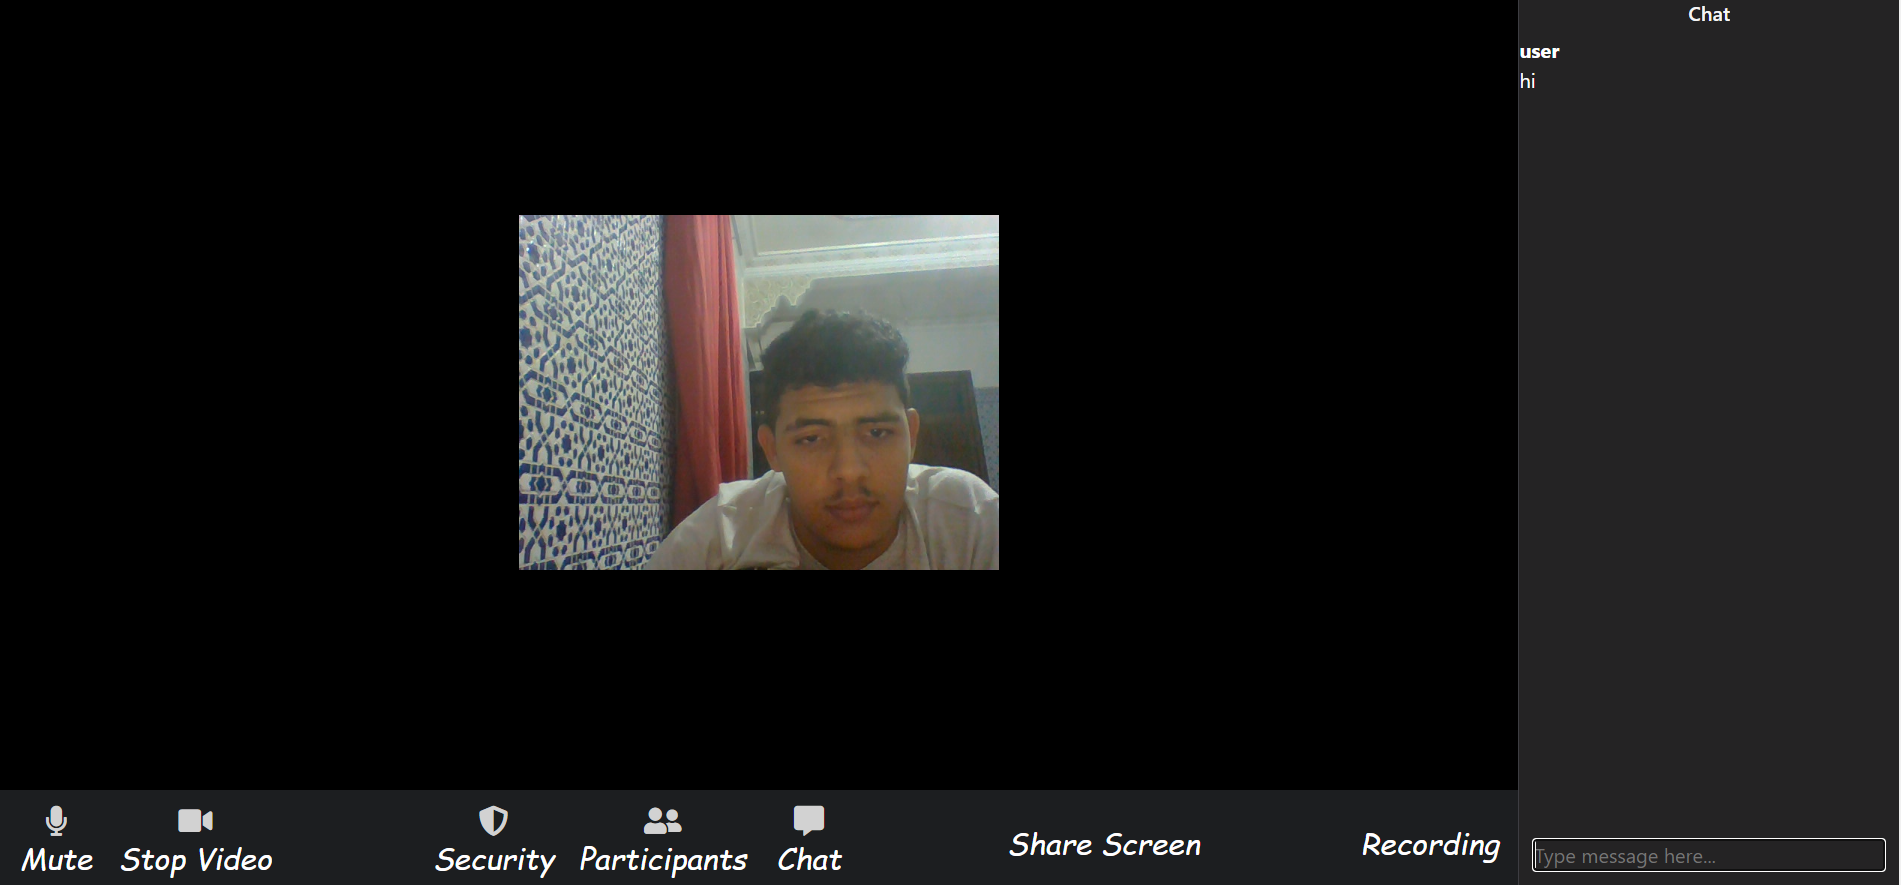 Chat
user
hi
Type message here...
Mute
Stop Video
Security
Participants
Chat
Share Screen
Recording